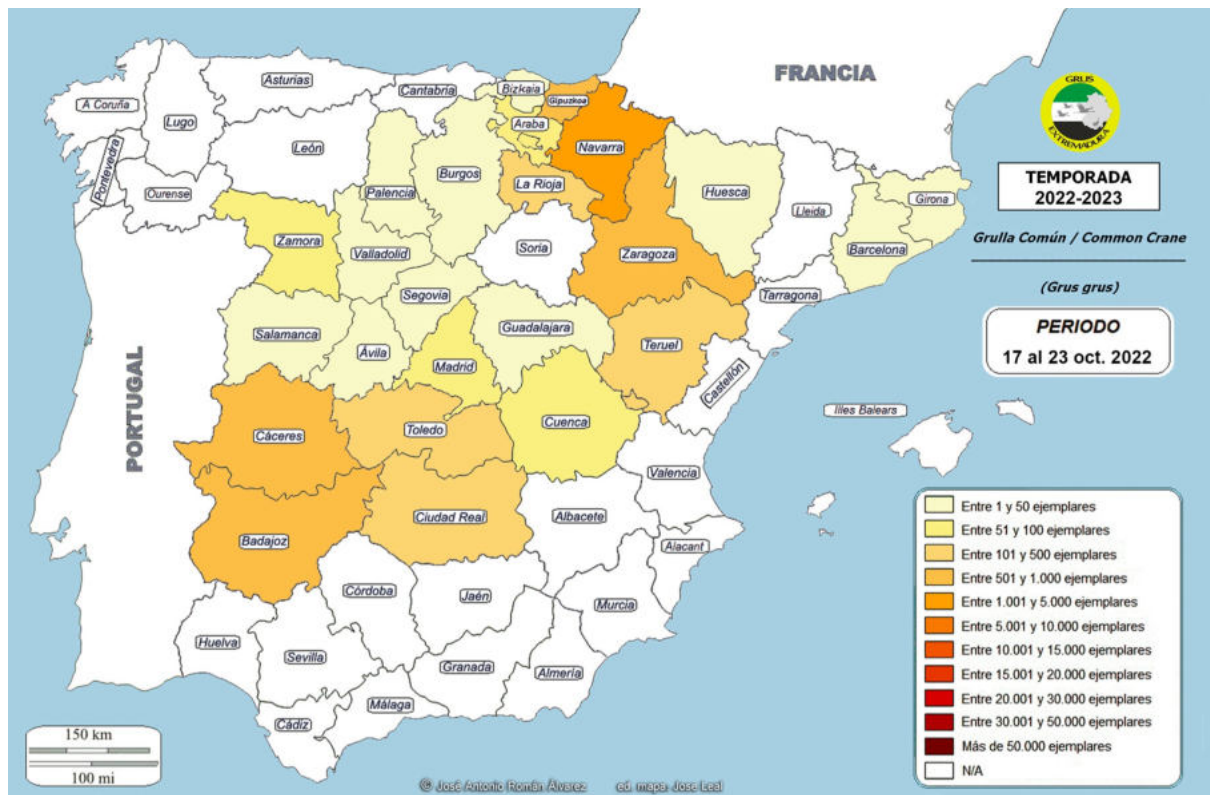 FRANCIA
GRUS
EXTREMADURA
TEMPORADA
2022-2023
Grulla Común / Common Crane
(Grus grus)
PERIODO
17 al 23 oct. 2022
A Coruña
Lugo
Asturias
Cantabria
Bizkaia
Gipuzkoa
Araba
Navarra
Pontevedra
Ourense
León
Palencia
Burgos
La Rioja
Huesca
Lleida
Girona
Barcelona
Zamora
Valladolid
Soria
Zaragoza
Tarragona
Segovia
Salamanca
Ávila
Guadalajara
Teruel
Madrid
Castellón
PORTUGAL
Illes Balears
Cáceres
Toledo
Cuenca
Valencia
Badajoz
Ciudad Real
Albacete
Alacant
Córdoba
Jaén
Murcia
Huelva
Sevilla
Granada
Almería
Málaga
Cádiz
Entre 1 y 50 ejemplares
Entre 51 y 100 ejemplares
Entre 101 y 500 ejemplares
Entre 501 y 1.000 ejemplares
Entre 1.001 y 5.000 ejemplares
Entre 5.001 y 10.000 ejemplares
Entre 10.001 y 15.000 ejemplares
Entre 15.001 y 20.000 ejemplares
Entre 20.001 y 30.000 ejemplares
Entre 30.001 y 50.000 ejemplares
Más de 50.000 ejemplares
N/A
150 km
100 mi
© José Antonio Román Álvarez ed. mapa: Jose Leal